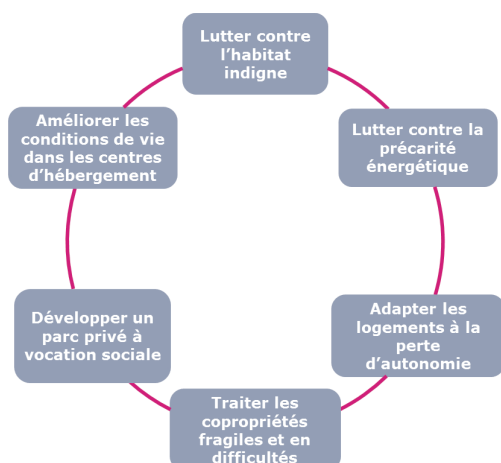 Lutter contre
l'habitat
indigne
Lutter contre la
précarité
énergétique
Adapter les
logements à la
perte
d'autonomie
Traiter les
copropriétés
fragiles et en
difficultés
Développer un
parc privé à
vocation sociale
Améliorer les
conditions de vie
dans les centres
d'hébergement